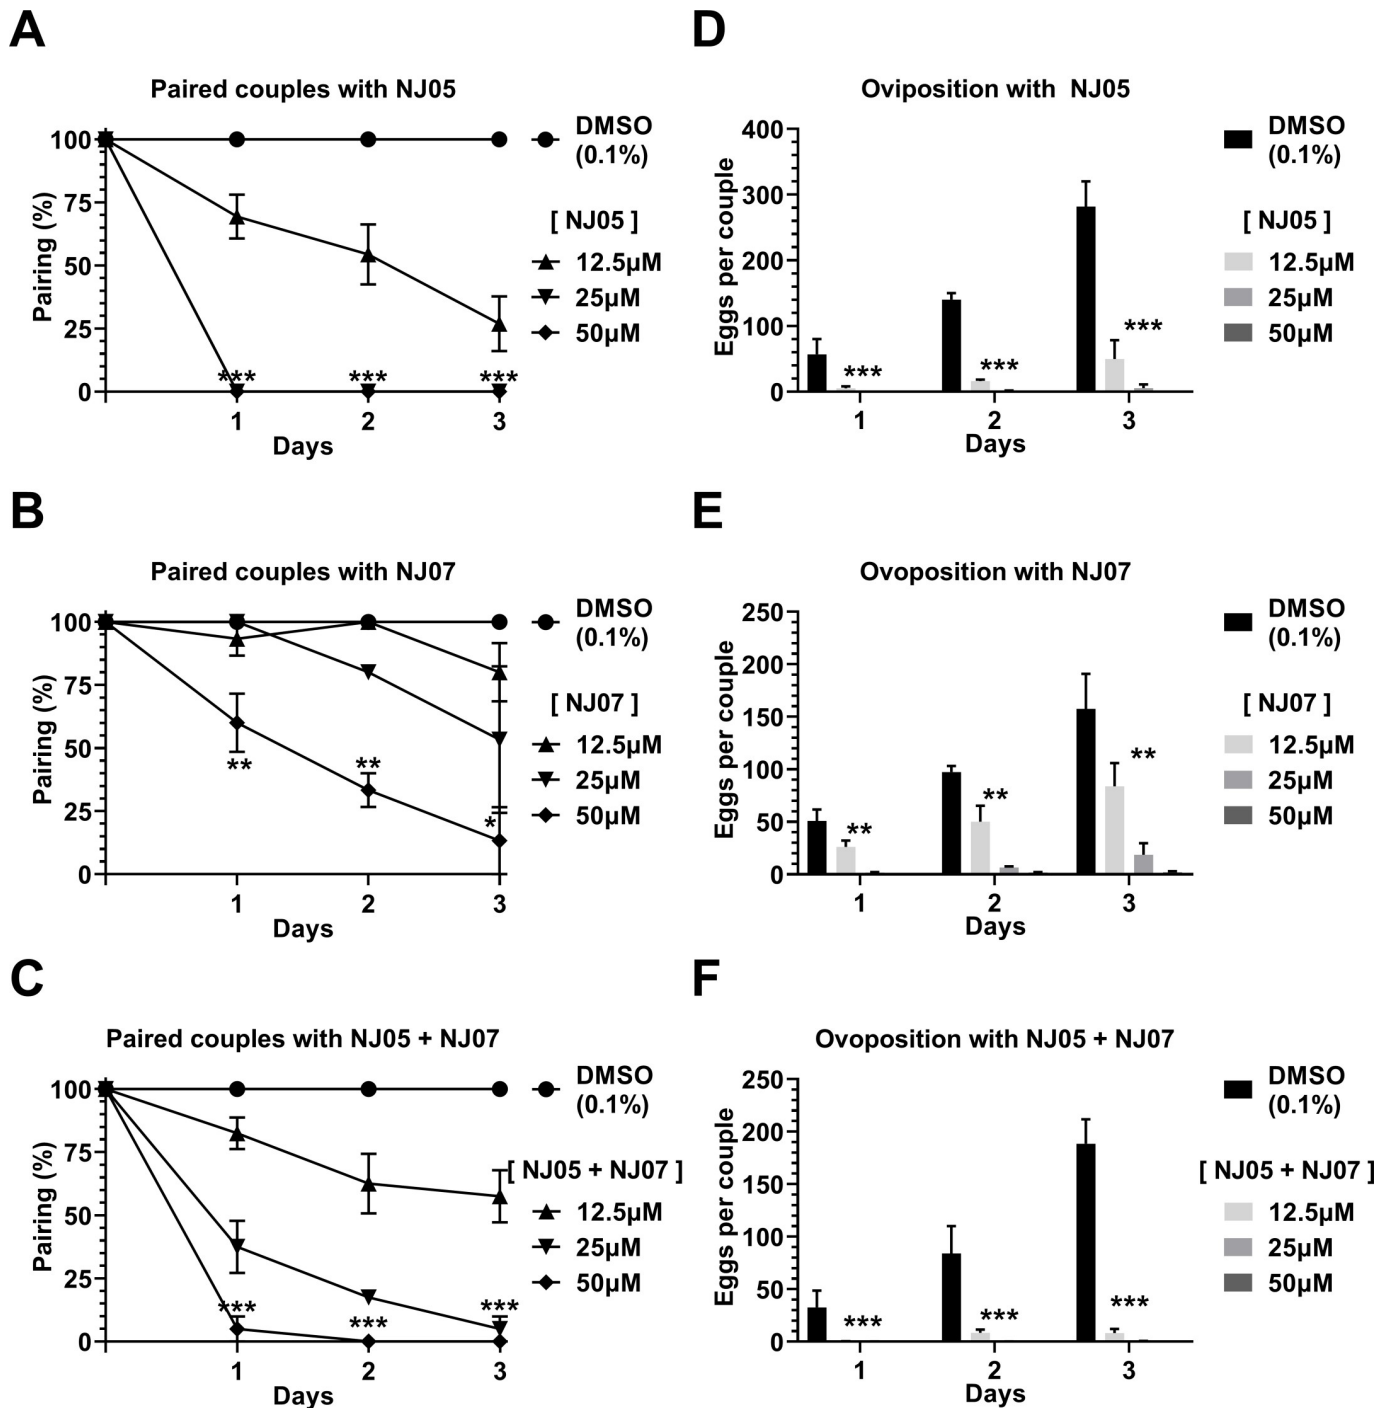 A
Paired couples with NJ05
Pairing (%)
100
75
50
25
0
***
***
***
1
2
3
Days
DMSO
(0.1%)
[ NJ05 ]
12.5µM
25µM
50µM
D
Oviposition with NJ05
Eggs per couple
400
300
200
100
0
***
***
***
1
2
3
Days
DMSO
(0.1%)
[ NJ05 ]
12.5µM
25µM
50µM
B
Paired couples with NJ07
Pairing (%)
100
75
50
25
0
**
**
*
1
2
3
Days
DMSO
(0.1%)
[ NJ07 ]
12.5µM
25µM
50µM
E
Ovoposition with NJ07
Eggs per couple
250
200
150
100
50
0
**
**
**
1
2
3
Days
DMSO
(0.1%)
[ NJ07 ]
12.5µM
25µM
50µM
C
Paired couples with NJ05 + NJ07
Pairing (%)
100
75
50
25
0
***
***
***
1
2
3
Days
DMSO
(0.1%)
[ NJ05 + NJ07 ]
12.5µM
25µM
50µM
F
Ovoposition with NJ05 + NJ07
Eggs per couple
250
200
150
100
50
0
***
***
***
1
2
3
Days
DMSO
(0.1%)
[ NJ05 + NJ07 ]
12.5µM
25µM
50µM